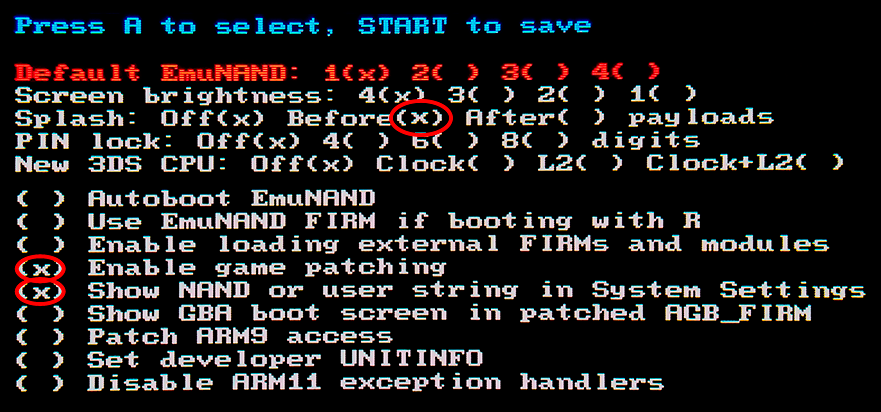 Press A to select, START to save
Default EmuNAND: 1(x) 2( ) 3( ) 4( )
Screen brightness: 4(x) 3( ) 2( ) 1( )
Splash: Off(x) Before(x) After( ) payloads
PIN lock: Off(x) 4( ) 6( ) 8( ) digits
New 3DS CPU: Off(x) Clock( ) L2( ) Clock+L2( )
( ) Autoboot EmuNAND
( ) Use EmuNAND FIRM if booting with R
( ) Enable loading external FIRMs and modules
(x) Enable game patching
(x) Show NAND or user string in System Settings
( ) Show GBA boot screen in patched AGB_FIRM
( ) Patch ARM9 access
( ) Set developer UNITINFO
( ) Disable ARM11 exception handlers